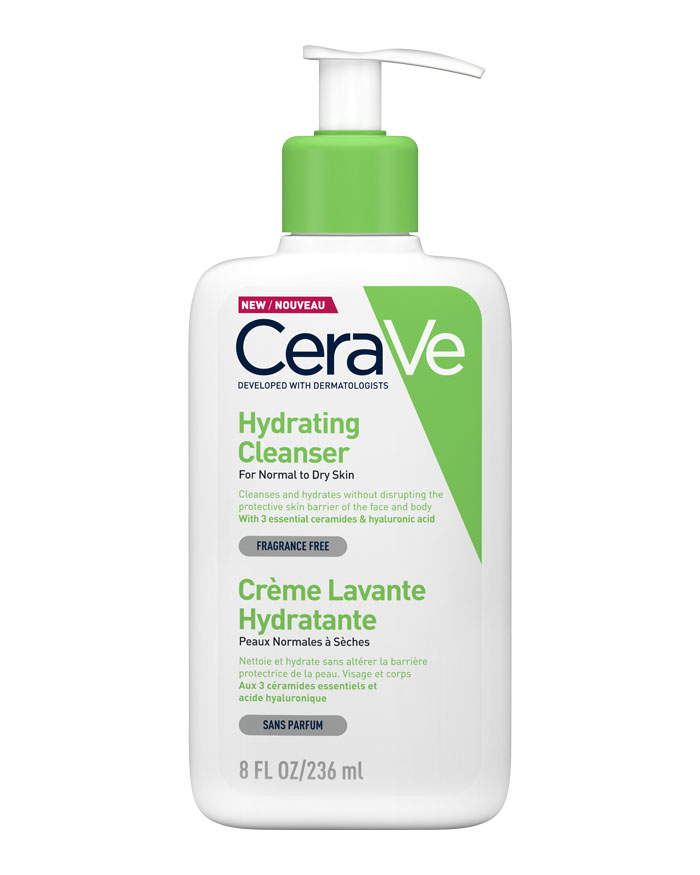 NEW / NOUVEAU
CeraVe
DEVELOPED WITH DERMATOLOGISTS
Hydrating
Cleanser
For Normal to Dry Skin
Cleanses and hydrates without disrupting the
protective skin barrier of the face and body
With 3 essential ceramides & hyaluronic acid
FRAGRANCE FREE
Crème Lavante
Hydratante
Peaux Normales à Sèches
Nettoie et hydrate sans altérer la barrière
protectrice de la peau. Visage et corps
Aux 3 céramides essentiels et
acide hyaluronique
SANS PARFUM
8 FL OZ/236 ml